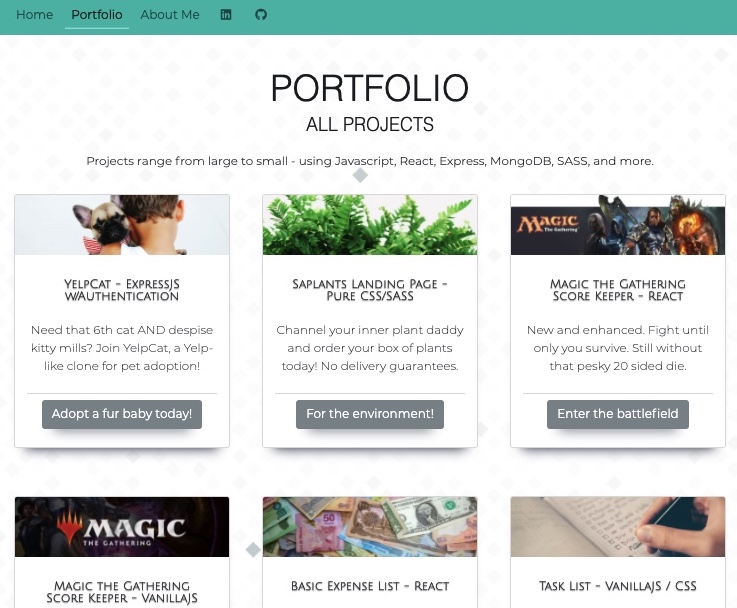 Home Portfolio About Me
PORTFOLIO
ALL PROJECTS
Projects range from large to small - using Javascript, React, Express, MongoDB, SASS, and more.
MAGIC
The Gathering
YelpCat - ExpressJS
w/Authentication
Saplants Landing Page -
Pure CSS/SASS
Magic the Gathering
Score Keeper - React
Need that 6th cat AND despise
kitty mills? Join YelpCat, a Yelp-
like clone for pet adoption!
Channel your inner plant daddy
and order your box of plants
today! No delivery guarantees.
New and enhanced. Fight until
only you survive. Still without
that pesky 20 sided die.
Adopt a fur baby today!
For the environment!
Enter the battlefield
MAGIC
THE GATHERING
Magic the Gathering
Score Keeper - VanillaJS
Basic Expense List - React
Task List - VanillaJS / CSS